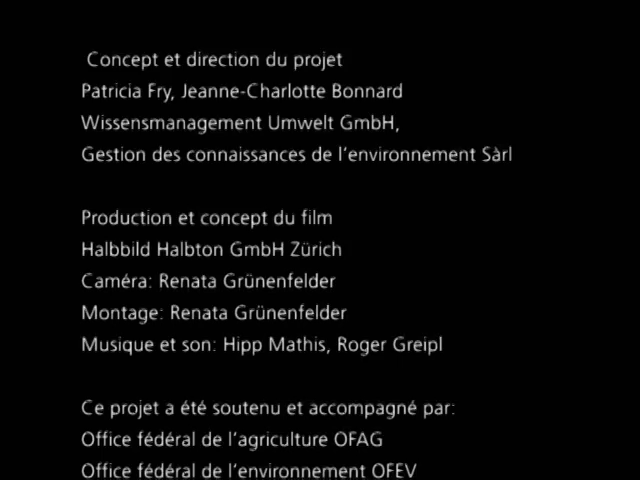 Concept et direction du projet
Patricia Fry, Jeanne-Charlotte Bonnard
Wissensmanagement Umwelt GmbH,
Gestion des connaissances de l'environnement Sàrl
Production et concept du film
Halbbild Halbton GmbH Zürich
Caméra: Renata Grünenfelder
Montage: Renata Grünenfelder
Musique et son: Hipp Mathis, Roger Greipl
Ce projet a été soutenu et accompagné par:
Office fédéral de l'agriculture OFAG
Office fédéral de l'environnement OFEV